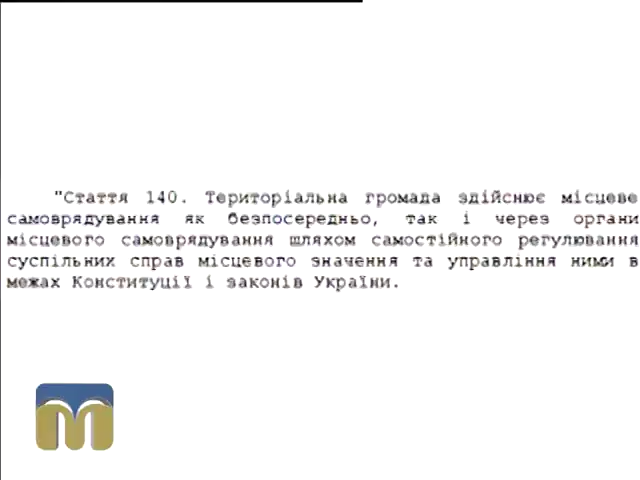 "Стаття 140. Територіальна громада здійснює місцеве
самоврядування як безпосередньо, так і через органи
місцевого самоврядування шляхом самостійного регулювання
суспільних справ місцевого значення та управління ними в
межах Конституції і законів України.